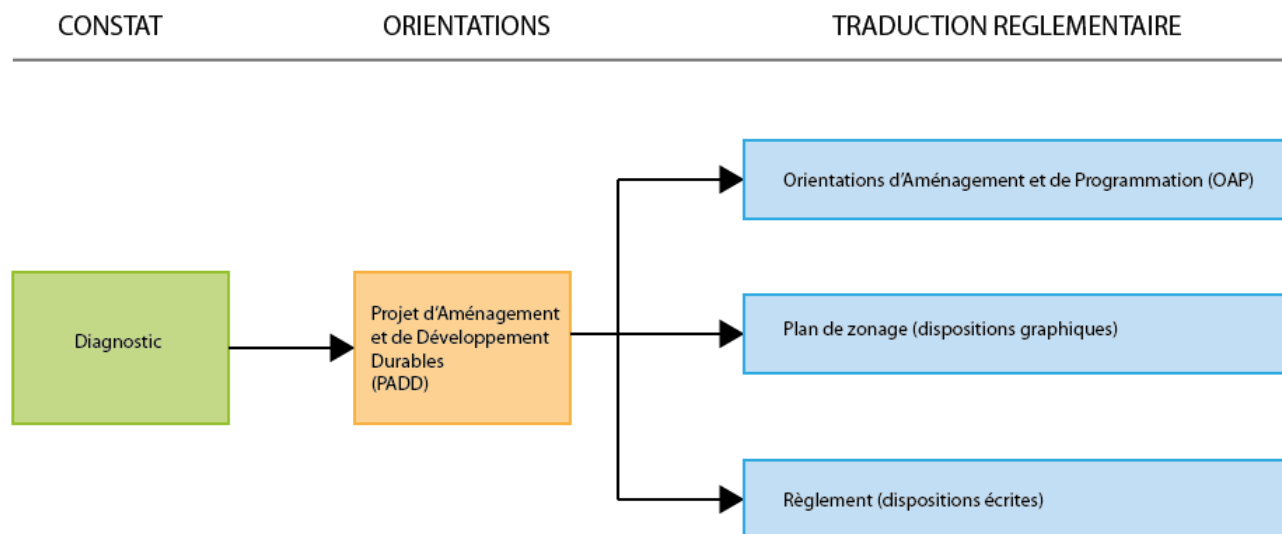 CONSTAT
ORIENTATIONS
TRADUCTION REGLEMENTAIRE
Orientations d'Aménagement et de Programmation (OAP)
Diagnostic
Projet d'Aménagement
et de Développement
Durables
(PADD)
Plan de zonage (dispositions graphiques)
Règlement (dispositions écrites)